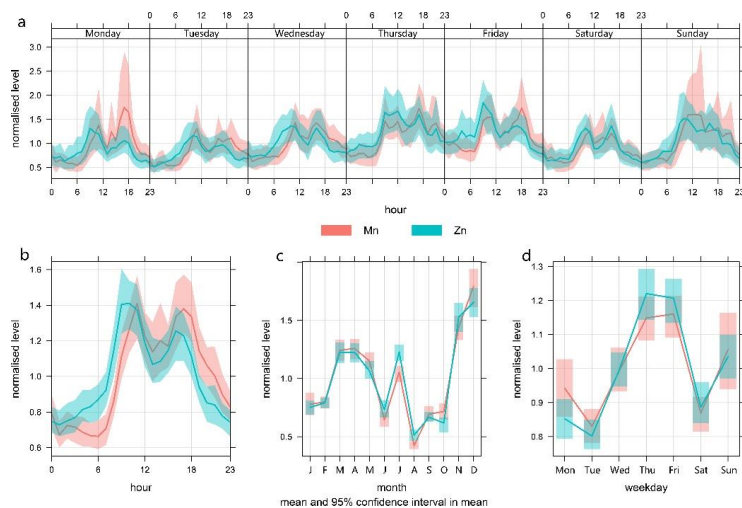 a
0 6 12 18 23 0 6 12 18 23 0 6 12 18 23
Monday Tuesday Wednesday Thursday Friday Saturday Sunday
3.0
2.5
2.0
1.5
1.0
0.5
normalised level
0 6 12 18 23 0 6 12 18 23 0 6 12 18 23 0 6 12 18 23
hour
Mn Zn
b
1.6
1.4
1.2
1.0
0.8
0.6
normalised level
0 6 12 18 23
hour
c
1.5
1.0
0.5
normalised level
J F M A M J J A S O N D
month
mean and 95% confidence interval in mean
d
1.3
1.2
1.1
1.0
0.9
0.8
normalised level
Mon Tue Wed Thu Fri Sat Sun
weekday